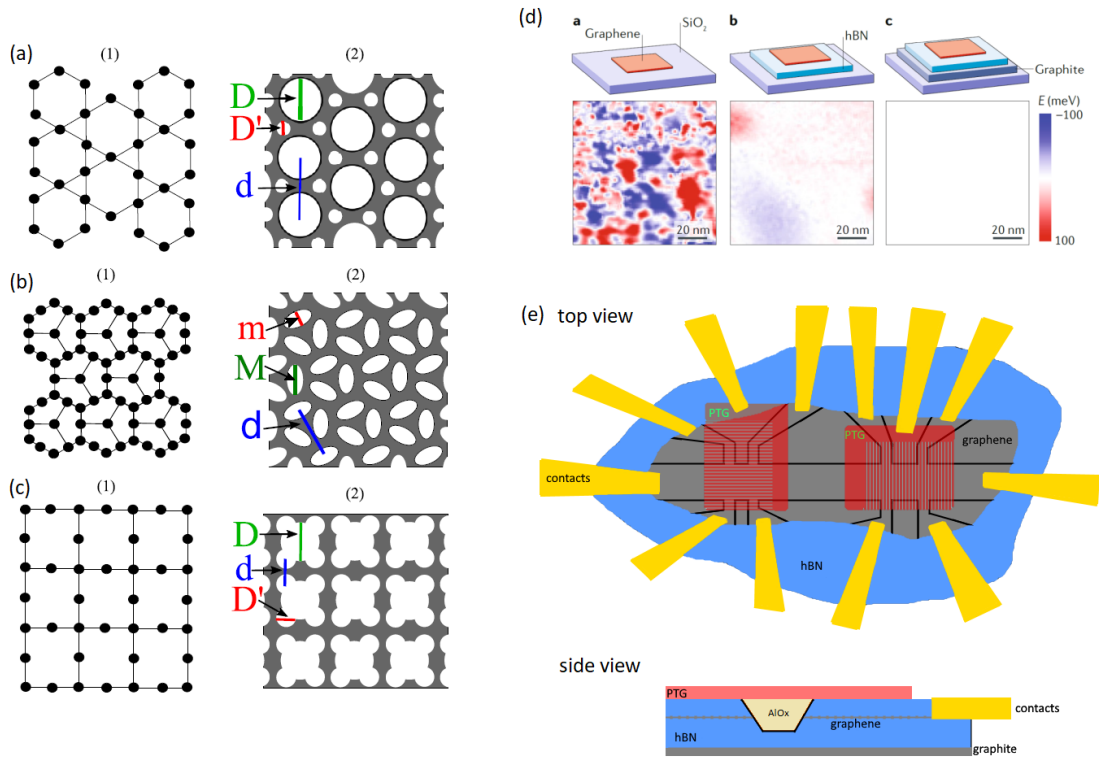 (a)
(1)
(2)
D
D'
d
(b)
(1)
(2)
m
M
d
(c)
(1)
(2)
D
d
D'
(d)
a
b
c
Graphene
SiO₂
hBN
Graphite
E (meV)
−100
100
20 nm
20 nm
20 nm
(e) top view
PTG
PTG
graphene
contacts
hBN
side view
PTG
AlOx
graphene
contacts
hBN
graphite